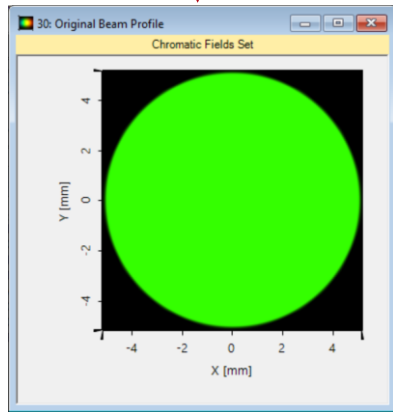 30: Original Beam Profile
Chromatic Fields Set
4
2
0
-2
-4
Y [mm]
-4 -2 0 2 4
X [mm]